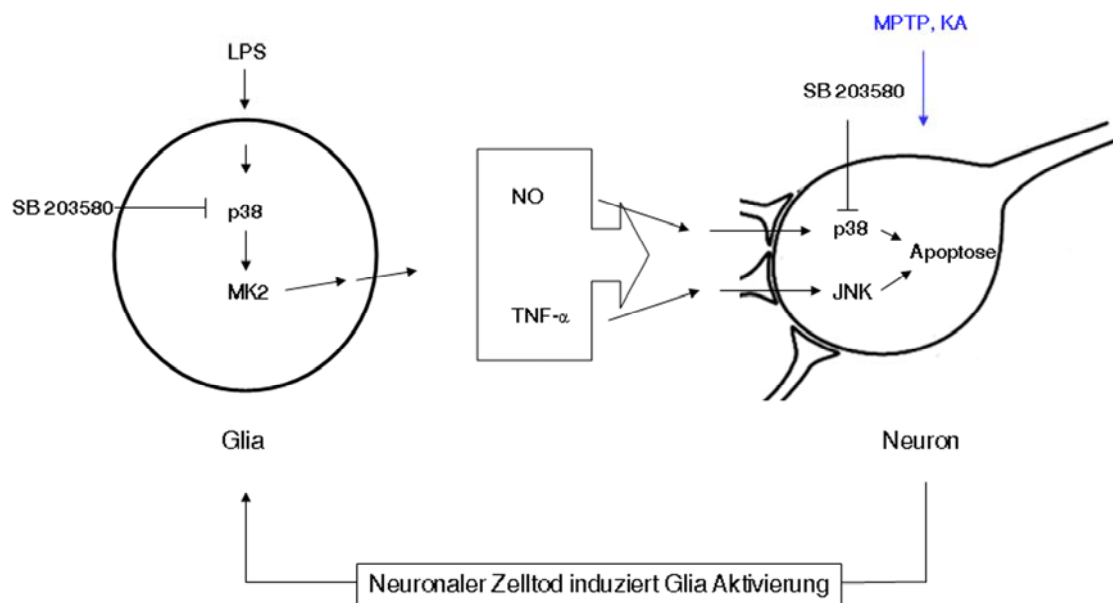 MPTP, KA
LPS
SB 203580
SB 203580
p38
MK2
NO
TNF-α
p38
JNK
Apoptose
Glia
Neuron
Neuronaler Zelltod induziert Glia Aktivierung